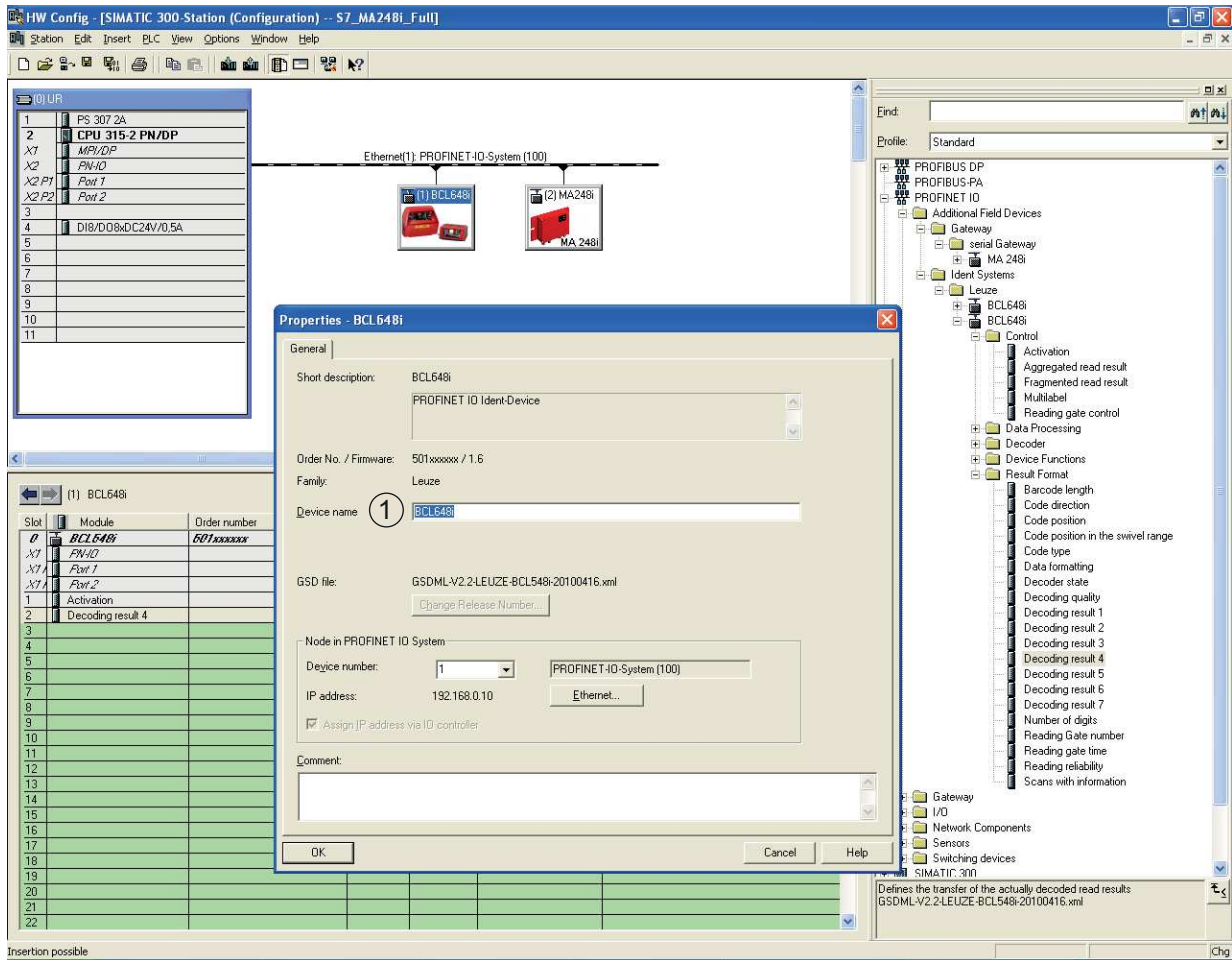 HW Config - [SIMATIC 300-Station (Configuration) -- S7_MA248i_Full]
Station Edit Insert PLC View Options Window Help
(0) UR
1 PS 307 2A
2 CPU 315-2 PN/DP
X1 MPI/DP
X2 PN-IO
X2 P1 Port 1
X2 P2 Port 2
3
4 DI8/DO8xDC24V/0,5A
5
6
7
8
9
10
11
Ethernet(1): PROFINET-IO-System (100)
(1) BCL648i
(2) MA248i
MA 248i
Properties - BCL648i
General
Short description: BCL648i
PROFINET IO Ident-Device
Order No. / Firmware: 501xxxxxx / 1.6
Family: Leuze
Device name 1 BCL648i
GSD file: GSDML-V2.2-LEUZE-BCL548i-20100416.xml
Change Release Number...
Node in PROFINET IO System
Device number: 1 PROFINET-IO-System (100)
IP address: 192.168.0.10 Ethernet...
Assign IP address via IO controller
Comment:
OK Cancel Help
(1) BCL648i
Slot Module Order number
0 BCL548i 501xxxxxx
X1 PN-IO
X1 Port 1
X1 Port 2
1 Activation
2 Decoding result 4
3
4
5
6
7
8
9
10
11
12
13
14
15
16
17
18
19
20
21
22
Find:
Profile: Standard
PROFIBUS DP
PROFIBUS-PA
PROFINET IO
Additional Field Devices
Gateway
serial Gateway
MA 248i
Ident Systems
Leuze
BCL648i
BCL648i
Control
Activation
Aggregated read result
Fragmented read result
Multilabel
Reading gate control
Data Processing
Decoder
Device Functions
Result Format
Barcode length
Code direction
Code position
Code position in the swivel range
Code type
Data formatting
Decoder state
Decoding quality
Decoding result 1
Decoding result 2
Decoding result 3
Decoding result 4
Decoding result 5
Decoding result 6
Decoding result 7
Number of digits
Reading Gate number
Reading gate time
Reading reliability
Scans with information
Gateway
I/O
Network Components
Sensors
Switching devices
SIMATIC 300
Defines the transfer of the actually decoded read results
GSDML-V2.2-LEUZE-BCL548i-20100416.xml
Insertion possible
Chg